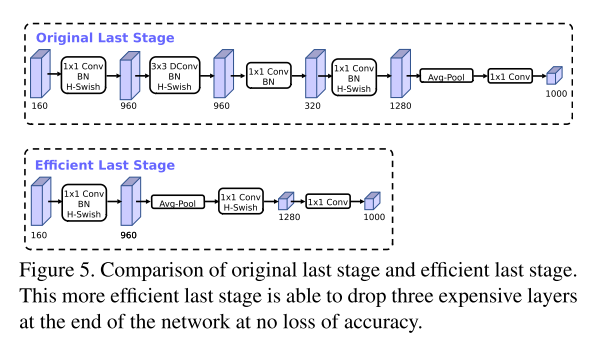 Original Last Stage
1x1 Conv
BN
H-Swish
3x3 DConv
BN
H-Swish
1x1 Conv
BN
1x1 Conv
BN
H-Swish
Avg-Pool
1x1 Conv
160
960
960
320
1280
1000
Efficient Last Stage
1x1 Conv
BN
H-Swish
Avg-Pool
1x1 Conv
H-Swish
1x1 Conv
160
960
1280
1000
Figure 5. Comparison of original last stage and efficient last stage.
This more efficient last stage is able to drop three expensive layers
at the end of the network at no loss of accuracy.